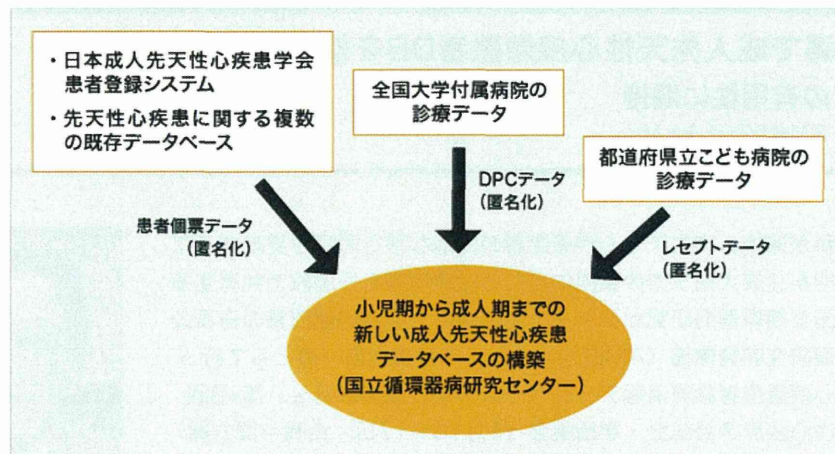 ・日本成人先天性心疾患学会
患者登録システム
・先天性心疾患に関する複数
の既存データベース
全国大学付属病院の
診療データ
都道府県立こども病院の
診療データ
患者個票データ
(匿名化)
DPCデータ
(匿名化)
レセプトデータ
(匿名化)
小児期から成人期までの
新しい成人先天性心疾患
データベースの構築
(国立循環器病研究センター)